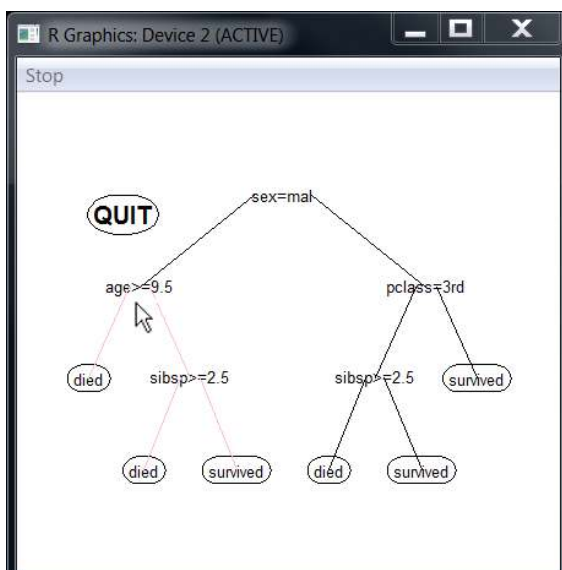 R Graphics: Device 2 (ACTIVE)
Stop
sex=mal
QUIT
age>=9.5
pclass=3rd
died
sibsp>=2.5
sibsp>=2.5
survived
died
survived
died
survived